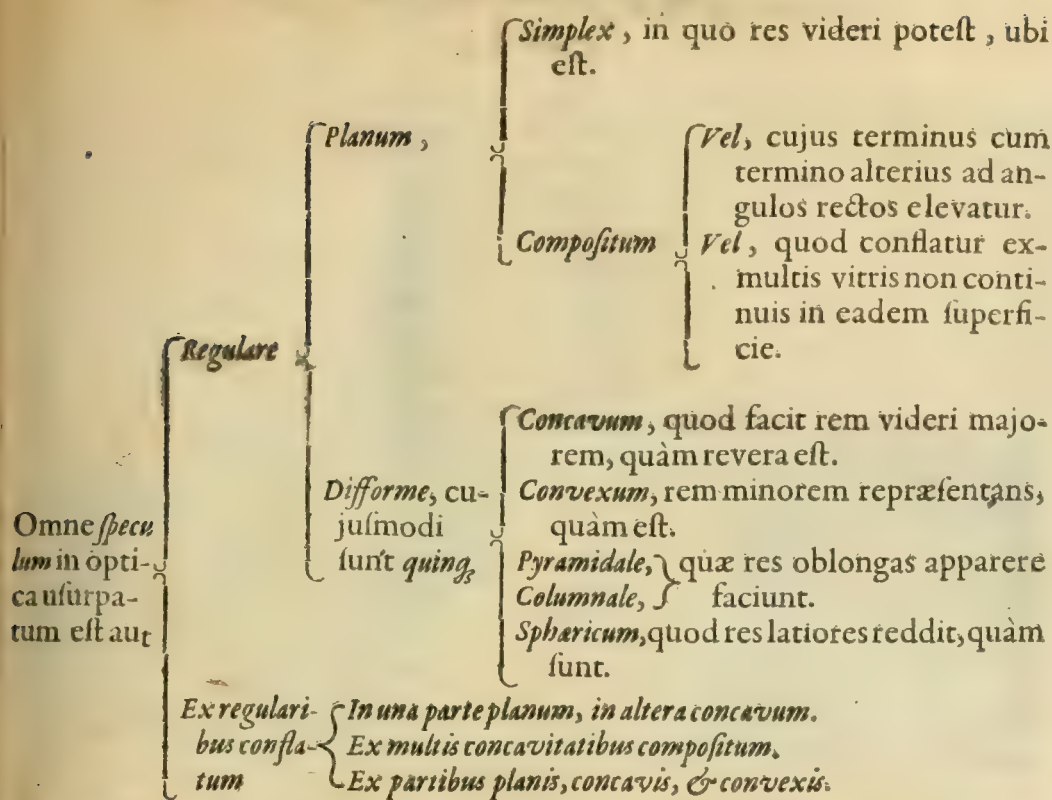 Omne ſpecu
lum in opti-
ca uſurpa-
tum eſt aut
Regulare
Planum,
Simplex, in quo res videri poteſt, ubi
eſt.
Compoſitum
Vel, cujus terminus cum
termino alterius ad an-
gulos rectos elevatur.
Vel, quod conflatur ex-
multis vitris non conti-
nuis in eadem ſuperfi-
cie.
Difforme, cu-
juſmodi
ſunt quinqꝫ
Concavum, quod facit rem videri majo-
rem, quàm revera eſt.
Convexum, rem minorem repræſentans,
quàm eſt.
Pyramidale, quæ res oblongas apparere
Columnale, faciunt.
Sphæricum, quod res latiores reddit, quàm
ſunt.
Ex regulari-
bus confla-
tum
In una parte planum, in altera concavum.
Ex multis concavitatibus compoſitum.
Ex partibus planis, concavis, & convexis.